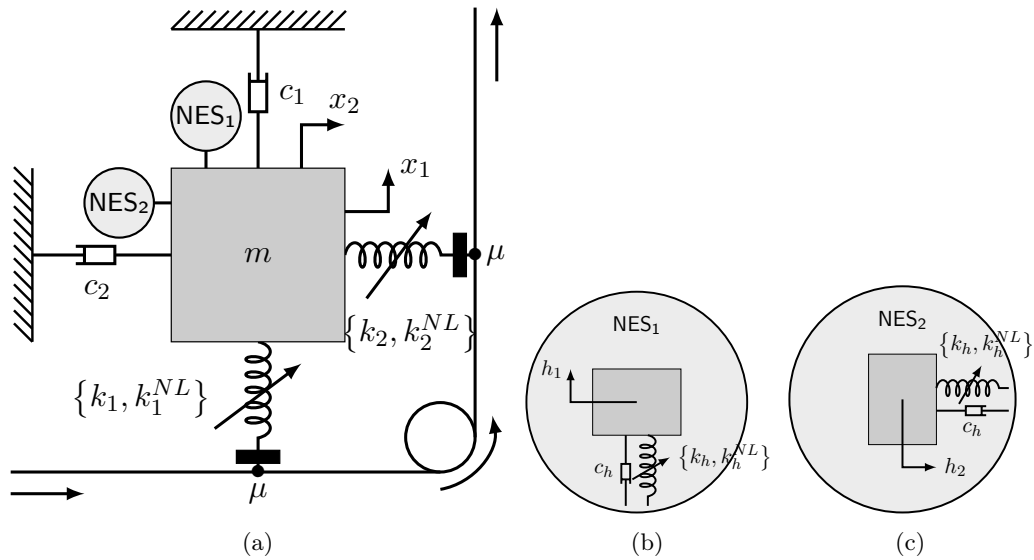 c₁
x₂
NES₁
x₁
NES₂
m
μ
c₂
{k₂, k₂^{NL}}
{k₁, k₁^{NL}}
μ
NES₁
h₁
c_h
{k_h, k_h^{NL}}
NES₂
{k_h, k_h^{NL}}
c_h
h₂
(a)
(b)
(c)